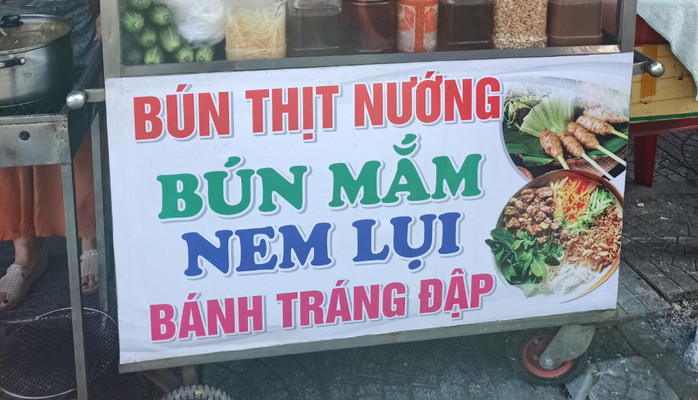 BÚN THỊT NƯỚNG
BÚN MẮM
NEM LỤI
BÁNH TRÁNG ĐẬP